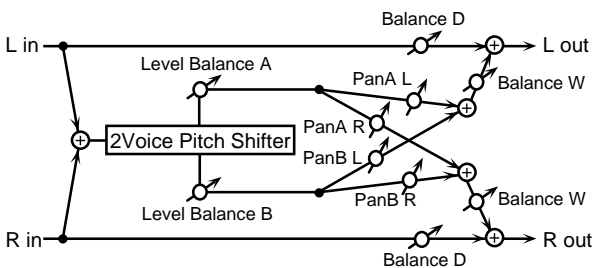 Balance D
L in
L out
Level Balance A
PanA L
Balance W
PanA R
2Voice Pitch Shifter
PanB L
PanB R
Level Balance B
Balance W
R in
R out
Balance D